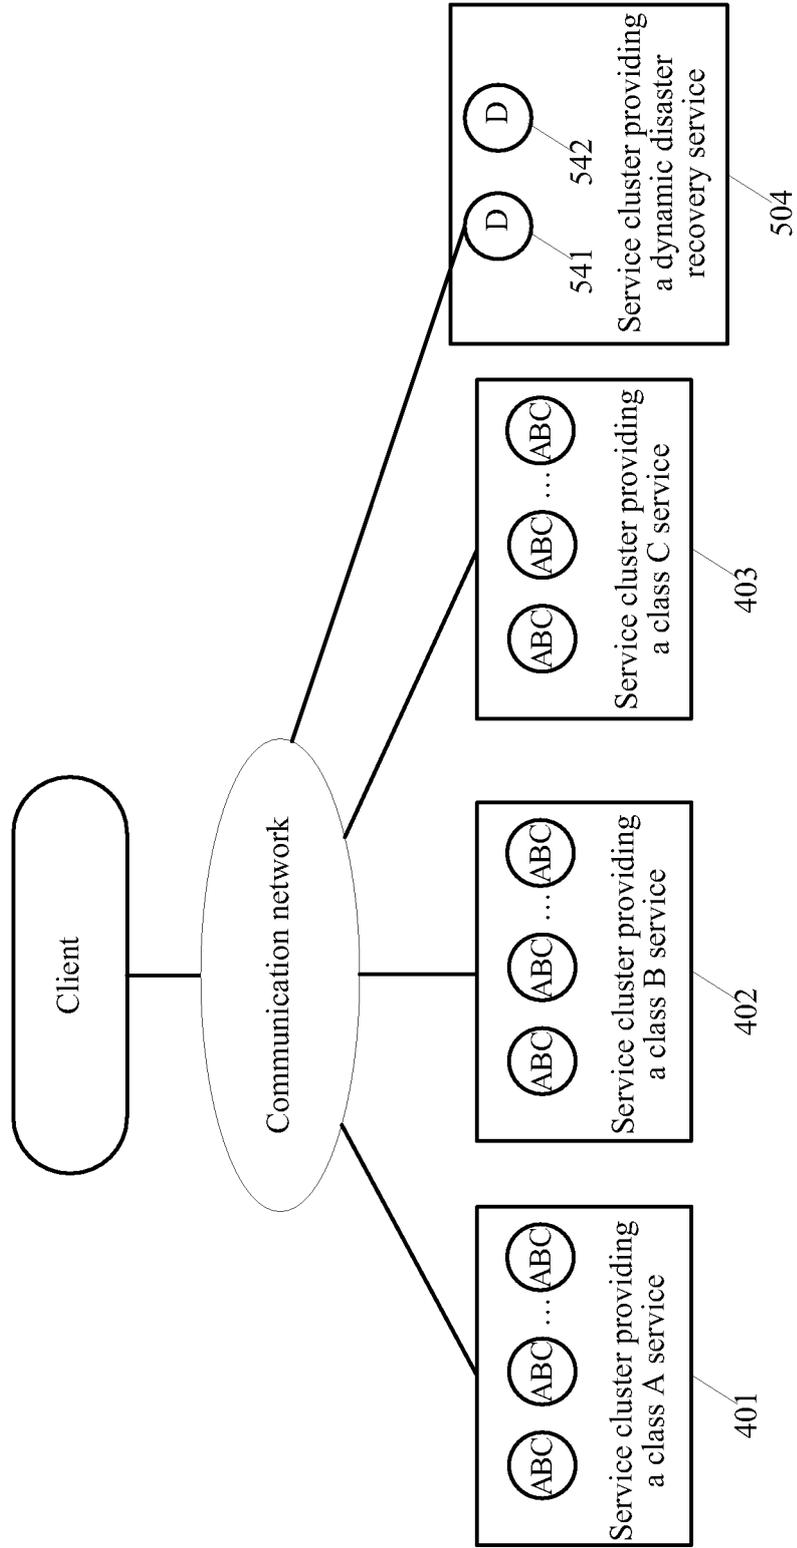 Client
Communication network
ABC
ABC
...
ABC
Service cluster providing
a class A service
401
ABC
ABC
...
ABC
Service cluster providing
a class B service
402
ABC
ABC
...
ABC
Service cluster providing
a class C service
403
D
D
541
542
Service cluster providing
a dynamic disaster
recovery service
504